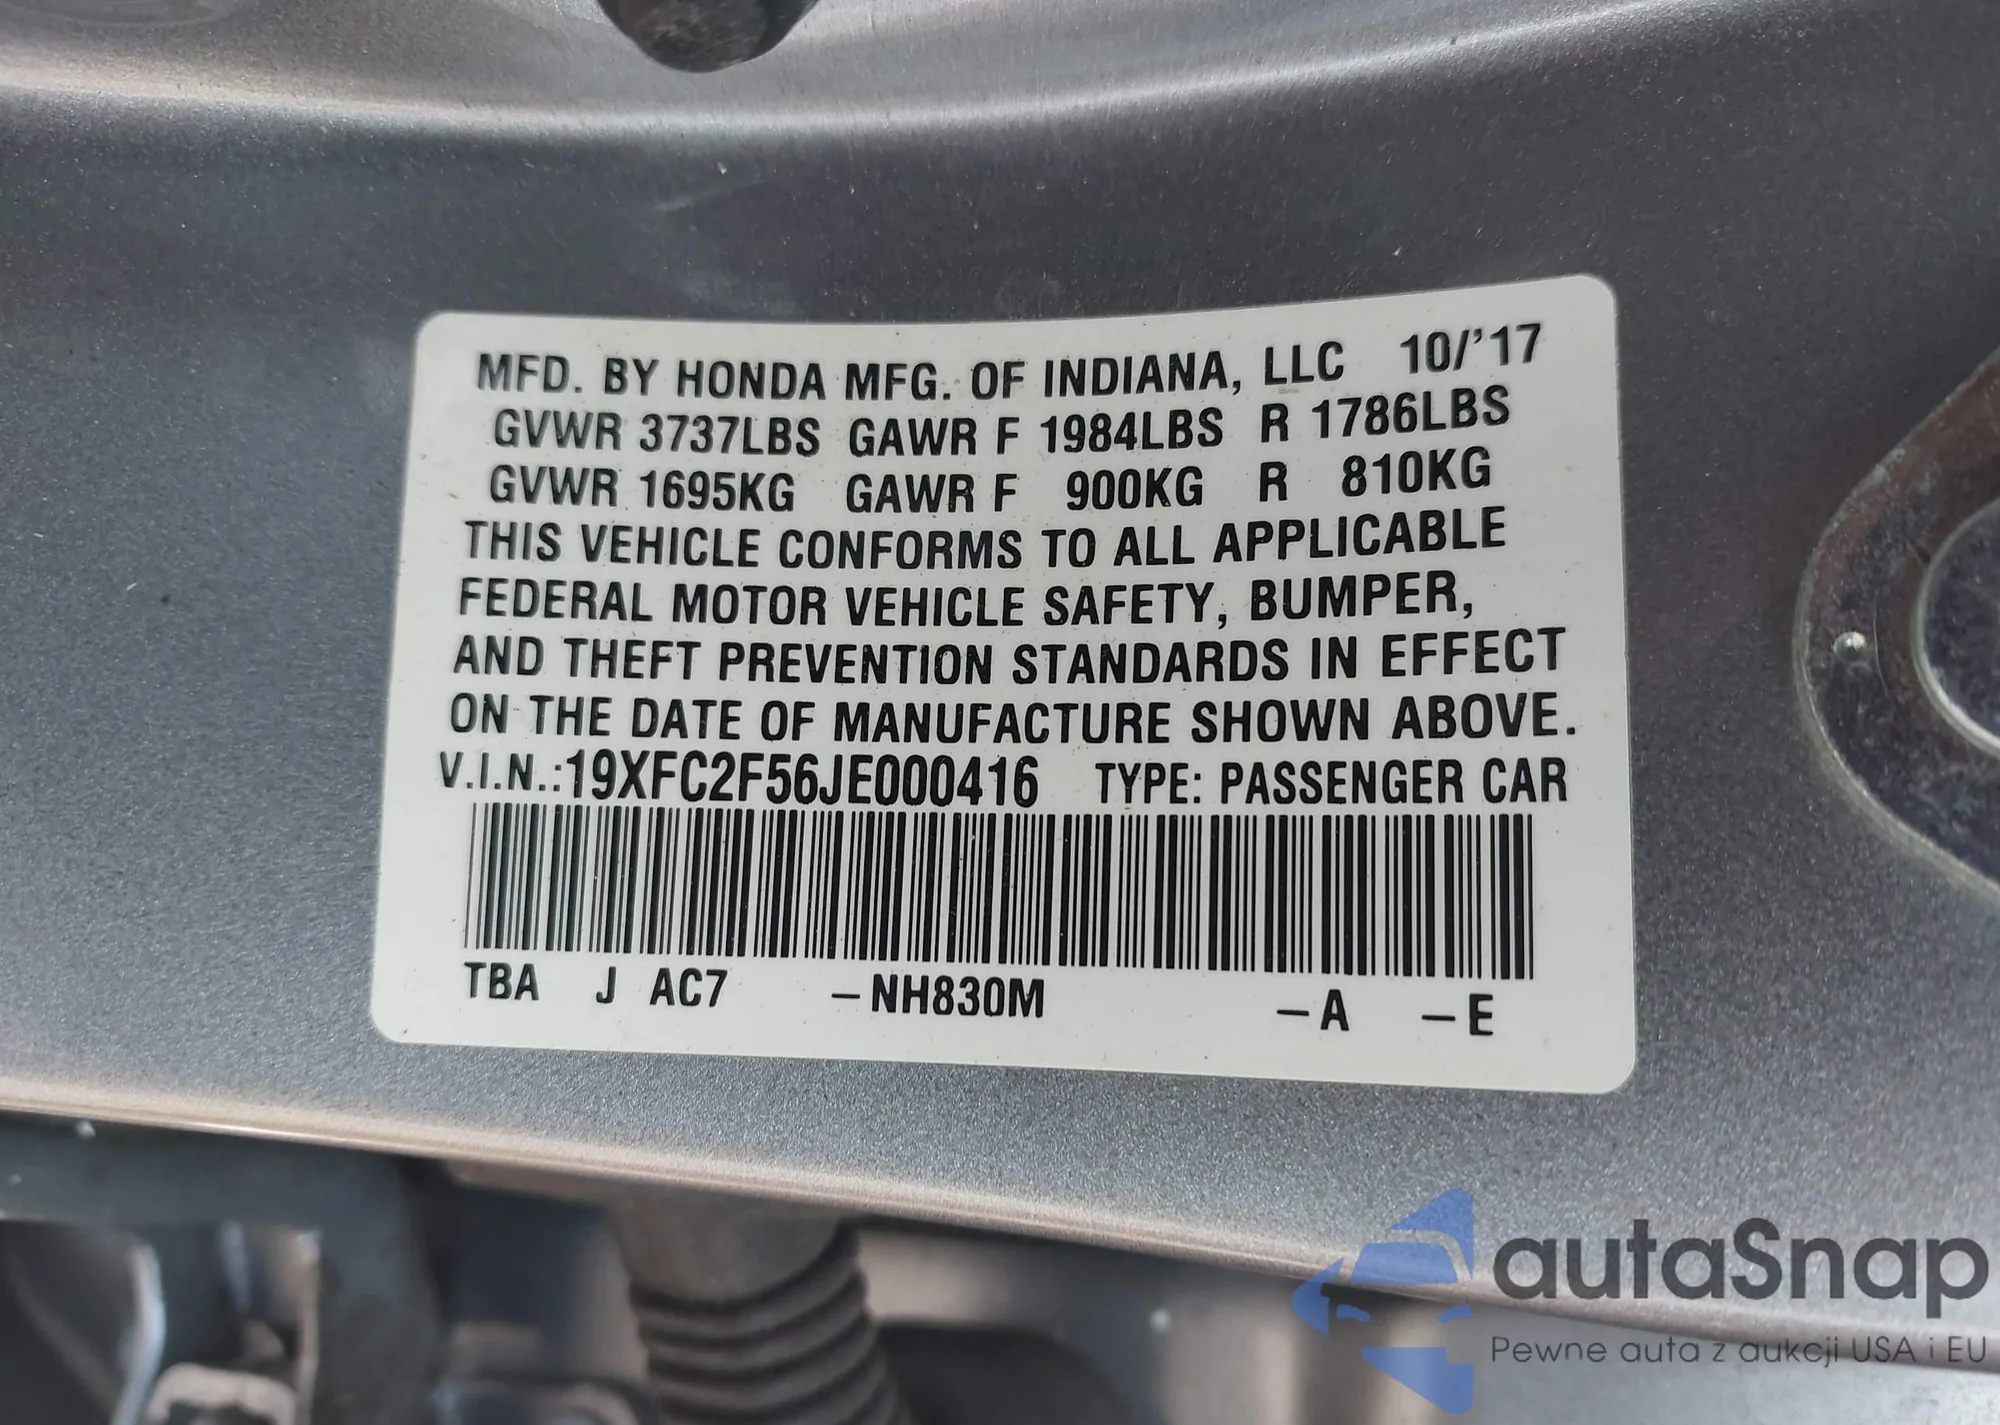 MFD. BY HONDA MFG. OF INDIANA, LLC 10/'17
GVWR 3737LBS GAWR F 1984LBS R 1786LBS
GVWR 1695KG GAWR F 900KG R 810KG
THIS VEHICLE CONFORMS TO ALL APPLICABLE
FEDERAL MOTOR VEHICLE SAFETY, BUMPER,
AND THEFT PREVENTION STANDARDS IN EFFECT
ON THE DATE OF MANUFACTURE SHOWN ABOVE.
V.I.N.:19XFC2F56JE000416 TYPE: PASSENGER CAR
TBA J AC7 –NH830M –A –E
autaSnap
Pewne auta z aukcji USA i EU